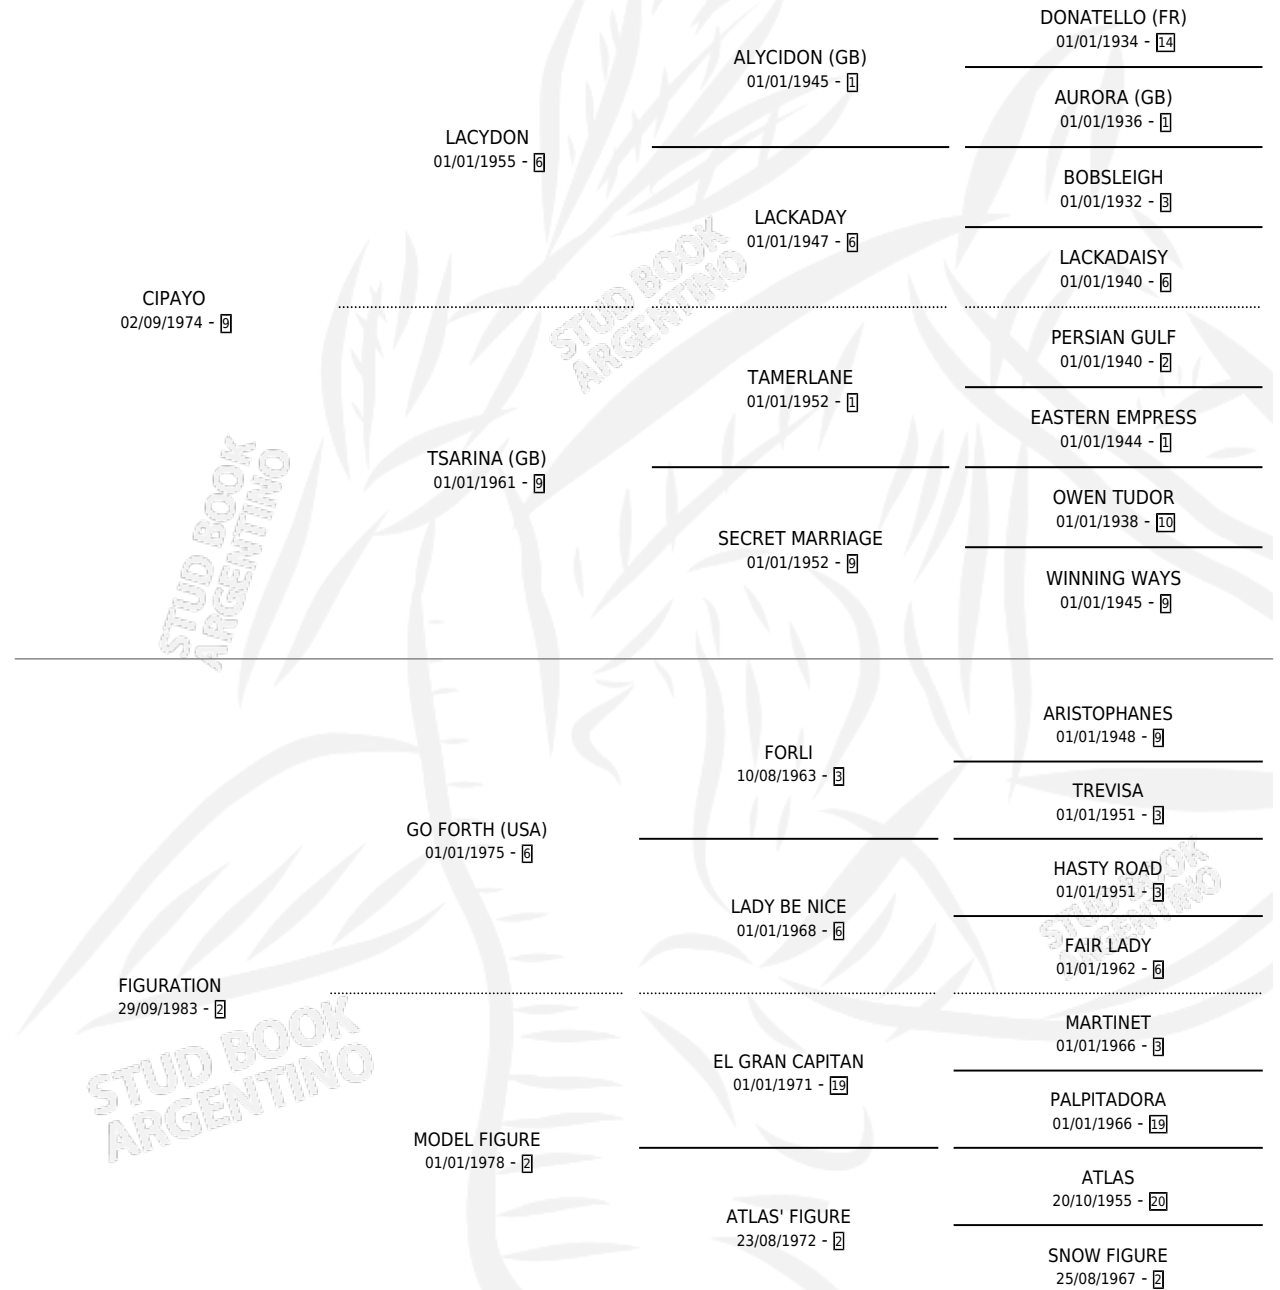 DONATELLO (FR)
01/01/1934 - 14
ALYCIDON (GB)
01/01/1945 - 1
AURORA (GB)
01/01/1936 - 1
LACYDON
01/01/1955 - 6
BOBSLEIGH
01/01/1932 - 3
LACKADAY
01/01/1947 - 6
LACKADAISY
01/01/1940 - 6
CIPAYO
02/09/1974 - 9
STUD BOOK
ARGENTINO
PERSIAN GULF
01/01/1940 - 2
TAMERLANE
01/01/1952 - 1
EASTERN EMPRESS
01/01/1944 - 1
TSARINA (GB)
01/01/1961 - 9
OWEN TUDOR
01/01/1938 - 10
SECRET MARRIAGE
01/01/1952 - 9
WINNING WAYS
01/01/1945 - 9
STUD BOOK
ARGENTINO
ARISTOPHANES
01/01/1948 - 9
FORLI
10/08/1963 - 3
TREVISA
01/01/1951 - 3
GO FORTH (USA)
01/01/1975 - 6
HASTY ROAD
01/01/1951 - 3
LADY BE NICE
01/01/1968 - 6
STUD BOOK
ARGENTINO
FAIR LADY
01/01/1962 - 6
FIGURATION
29/09/1983 - 2
MARTINET
01/01/1966 - 3
EL GRAN CAPITAN
01/01/1971 - 19
STUD BOOK
ARGENTINO
PALPITADORA
01/01/1966 - 19
MODEL FIGURE
01/01/1978 - 2
ATLAS
20/10/1955 - 20
ATLAS' FIGURE
23/08/1972 - 2
SNOW FIGURE
25/08/1967 - 2